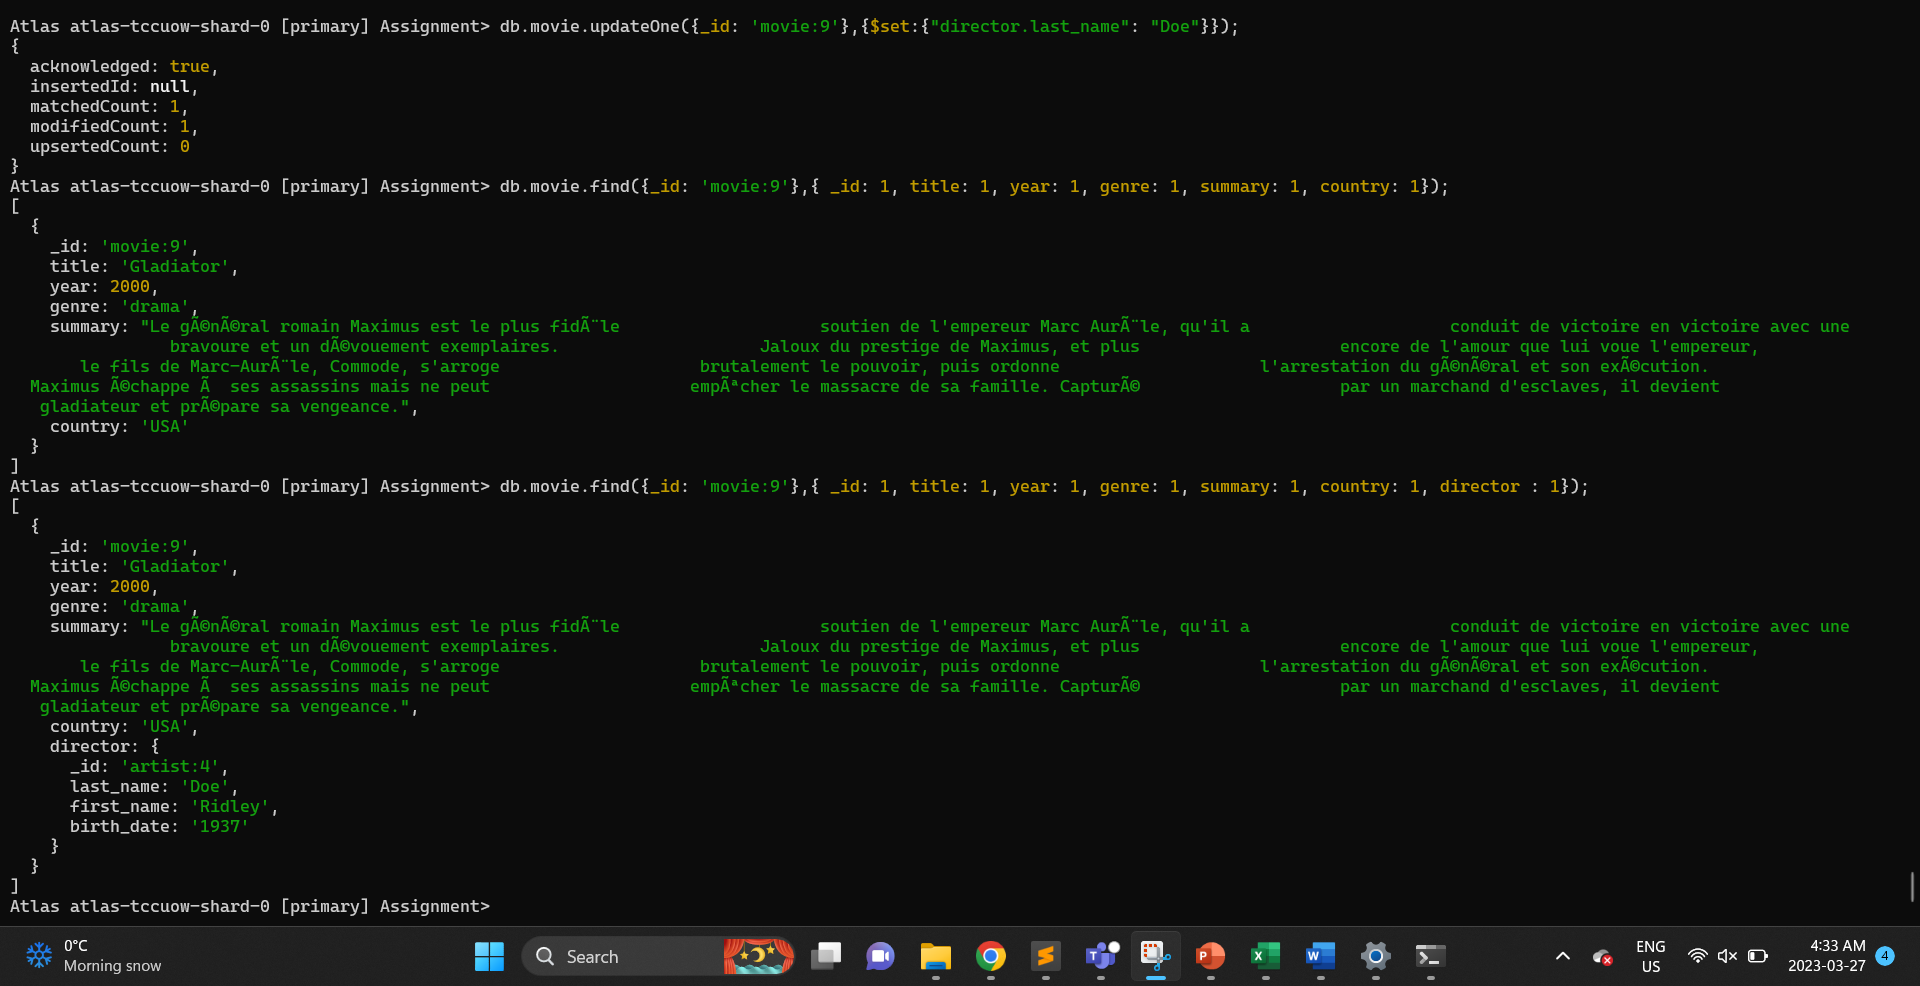 Atlas atlas-tccuow-shard-0 [primary] Assignment> db.movie.updateOne({_id: 'movie:9'},{$set:{"director.last_name": "Doe"}});
{
  acknowledged: true,
  insertedId: null,
  matchedCount: 1,
  modifiedCount: 1,
  upsertedCount: 0
}
Atlas atlas-tccuow-shard-0 [primary] Assignment> db.movie.find({_id: 'movie:9'},{ _id: 1, title: 1, year: 1, genre: 1, summary: 1, country: 1});
[
  {
    _id: 'movie:9',
    title: 'Gladiator',
    year: 2000,
    genre: 'drama',
    summary: "Le gÃ©nÃ©ral romain Maximus est le plus fidÃ¨le                    soutien de l'empereur Marc AurÃ¨le, qu'il a                    conduit de victoire en victoire avec une
                bravoure et un dÃ©vouement exemplaires.                    Jaloux du prestige de Maximus, et plus                    encore de l'amour que lui voue l'empereur,
       le fils de Marc-AurÃ¨le, Commode, s'arroge                    brutalement le pouvoir, puis ordonne                    l'arrestation du gÃ©nÃ©ral et son exÃ©cution.
  Maximus Ã©chappe Ã  ses assassins mais ne peut                    empÃªcher le massacre de sa famille. CapturÃ©                    par un marchand d'esclaves, il devient
   gladiateur et prÃ©pare sa vengeance.",
    country: 'USA'
  }
]
Atlas atlas-tccuow-shard-0 [primary] Assignment> db.movie.find({_id: 'movie:9'},{ _id: 1, title: 1, year: 1, genre: 1, summary: 1, country: 1, director : 1});
[
  {
    _id: 'movie:9',
    title: 'Gladiator',
    year: 2000,
    genre: 'drama',
    summary: "Le gÃ©nÃ©ral romain Maximus est le plus fidÃ¨le                    soutien de l'empereur Marc AurÃ¨le, qu'il a                    conduit de victoire en victoire avec une
                bravoure et un dÃ©vouement exemplaires.                    Jaloux du prestige de Maximus, et plus                    encore de l'amour que lui voue l'empereur,
       le fils de Marc-AurÃ¨le, Commode, s'arroge                    brutalement le pouvoir, puis ordonne                    l'arrestation du gÃ©nÃ©ral et son exÃ©cution.
  Maximus Ã©chappe Ã  ses assassins mais ne peut                    empÃªcher le massacre de sa famille. CapturÃ©                    par un marchand d'esclaves, il devient
   gladiateur et prÃ©pare sa vengeance.",
    country: 'USA',
    director: {
      _id: 'artist:4',
      last_name: 'Doe',
      first_name: 'Ridley',
      birth_date: '1937'
    }
  }
]
Atlas atlas-tccuow-shard-0 [primary] Assignment>
0°C
Morning snow
Search
T
P
X
W
ENG
US
4:33 AM
2023-03-27
4